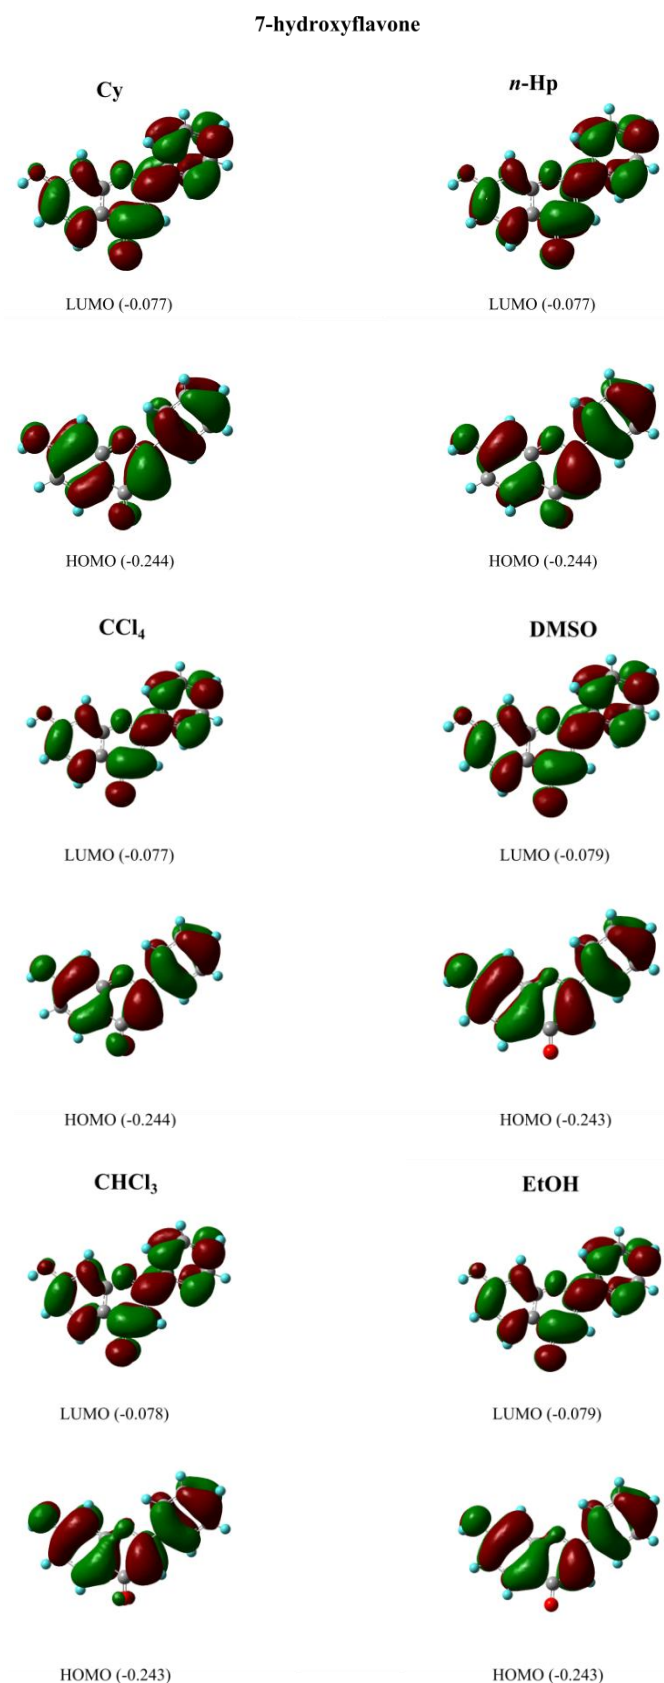 7-hydroxyflavone
Cy
n-Hp
LUMO (-0.077)
LUMO (-0.077)
HOMO (-0.244)
HOMO (-0.244)
CCl₄
DMSO
LUMO (-0.077)
LUMO (-0.079)
HOMO (-0.244)
HOMO (-0.243)
CHCl₃
EtOH
LUMO (-0.078)
LUMO (-0.079)
HOMO (-0.243)
HOMO (-0.243)